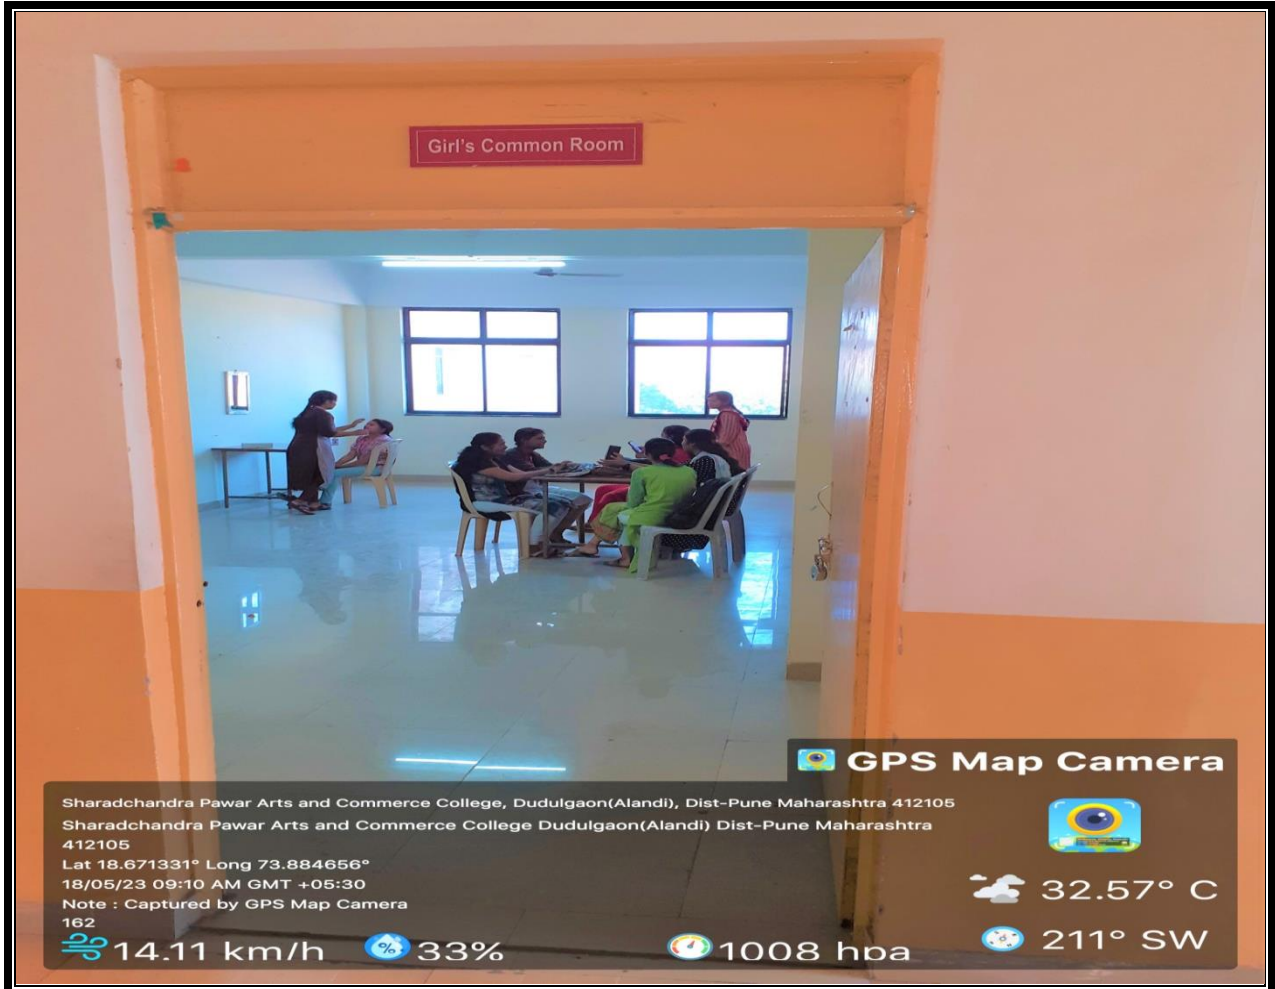 Girl's Common Room
GPS Map Camera
Sharadchandra Pawar Arts and Commerce College, Dudulgaon(Alandi), Dist-Pune Maharashtra 412105
Sharadchandra Pawar Arts and Commerce College Dudulgaon(Alandi) Dist-Pune Maharashtra
412105
Lat 18.671331° Long 73.884656°
18/05/23 09:10 AM GMT +05:30
Note : Captured by GPS Map Camera
162
32.57° C
14.11 km/h 33% 1008 hpa 211° SW